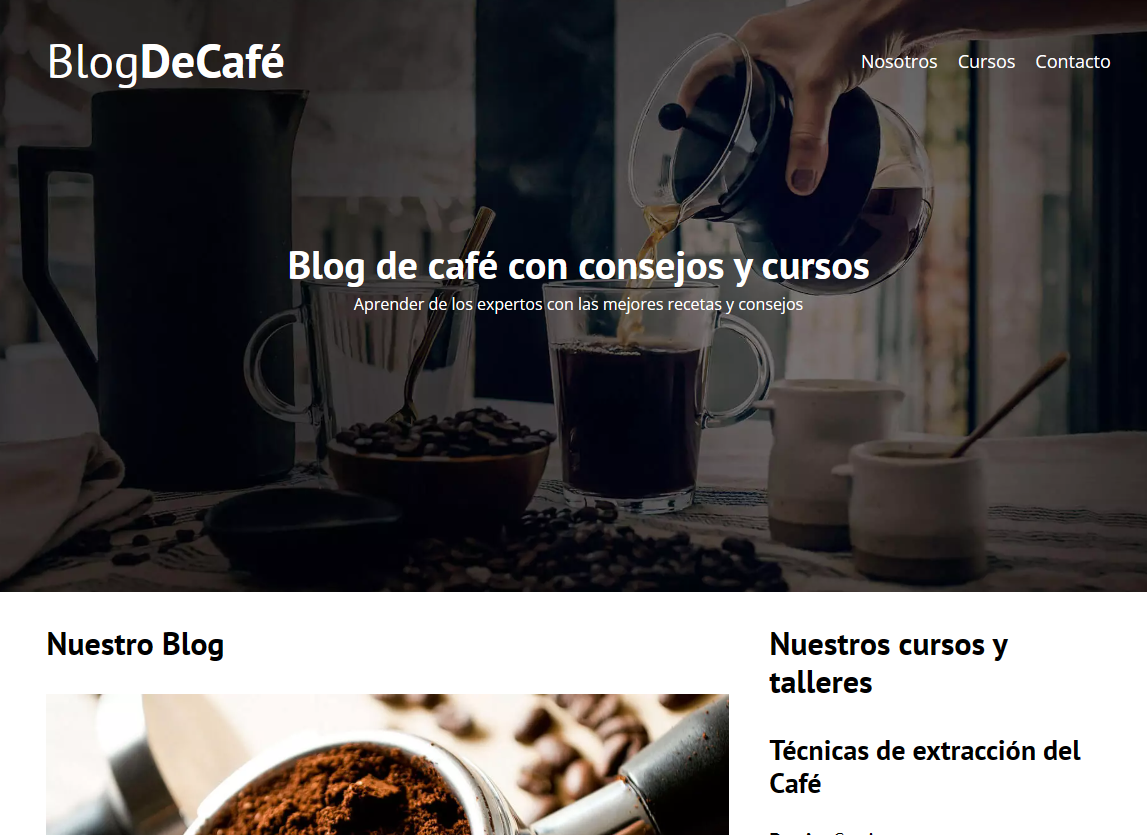 BlogDeCafé
Nosotros Cursos Contacto
Blog de café con consejos y cursos
Aprender de los expertos con las mejores recetas y consejos
Nuestro Blog
Nuestros cursos y
talleres
Técnicas de extracción del
Café